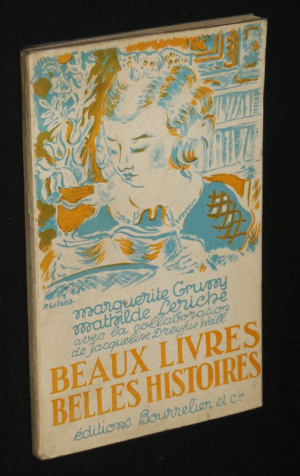 marguerite Gruny
mathilde Leriche
avec la collaboration
de Jacqueline Dreyfus Weill
BEAUX LIVRES
BELLES HISTOIRES
éditions Bourrelier et Cie